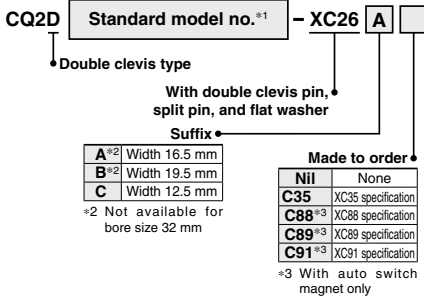 CQ2D Standard model no.*1 – XC26 A
Double clevis type
With double clevis pin,
split pin, and flat washer
Suffix
A*2 Width 16.5 mm
B*2 Width 19.5 mm
C Width 12.5 mm
*2 Not available for
bore size 32 mm
Made to order
Nil None
C35 XC35 specification
C88*3 XC88 specification
C89*3 XC89 specification
C91*3 XC91 specification
*3 With auto switch
magnet only